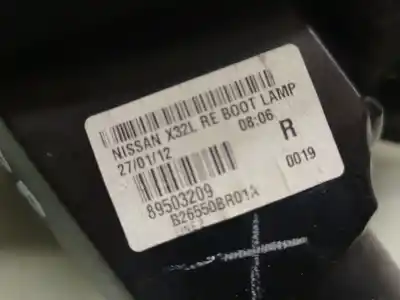 NISSAN X32L RE BOOT LAMP
27/01/12 08:06
R
89503209 0019
B26550BR01A